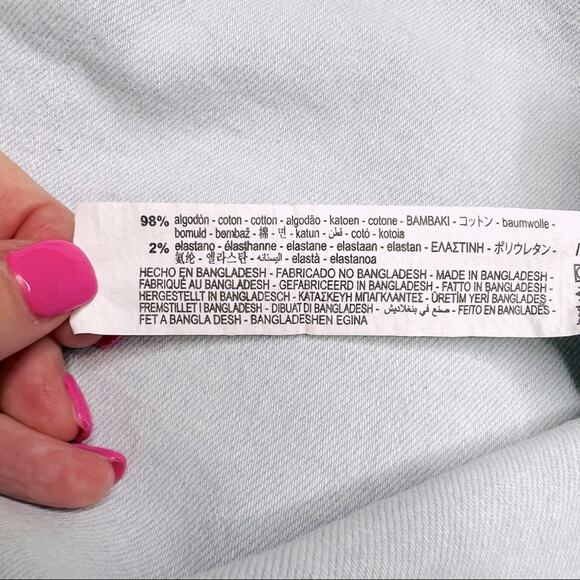 98% algodón - coton - cotton - algodão - katoen - cotone - BAMBAKI - コットン - baumwolle -
bomuld - bombaž - 棉 - 면 - katun - قطن - cotó - kotoia
2% elastano - élasthanne - elastane - elastaan - elastan - ΕΛΑΣΤΙΝΗ - ポリウレタン -
氨纶 - 엘라스탄 - اليستانه - elastà - elastanoa
HECHO EN BANGLADESH - FABRICADO NO BANGLADESH - MADE IN BANGLADESH -
FABRIQUÉ AU BANGLADESH - GEFABRICEERD IN BANGLADESH - FATTO IN BANGLADESH -
HERGESTELLT IN BANGLADESCH - ΚΑΤΑΣΚΕΥΗ ΜΠΑΓΚΛΑΝΤΕΣ - ÜRETİM YERİ BANGLADEŞ -
FREMSTILLET I BANGLADESH - DIBUAT DI BANGLADESH - صنع في بنغلاديش - FEITO EN BANGLADES -
FET A BANGLA DESH - BANGLADESHEN EGINA